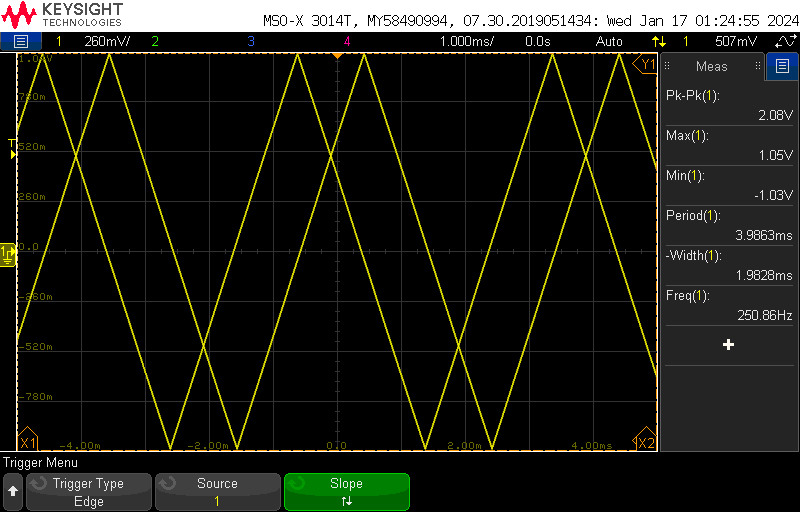 KEYSIGHT
TECHNOLOGIES
MSO-X 3014T, MY58490994, 07.30.2019051434: Wed Jan 17 01:24:55 2024
1 260mV/ 2 3 4 1.000ms/ 0.0s Auto 1 507mV
Meas
Pk-Pk(1):
2.08V
Max(1):
1.05V
Min(1):
-1.03V
Period(1):
3.9863ms
-Width(1):
1.9828ms
Freq(1):
250.86Hz
+
Y1
780m
T
520m
260m
1 0.0
-260m
-520m
-780m
X1 -4.00m -2.00m 0.0 2.00m 4.00m X2
Trigger Menu
Trigger Type
Edge
Source
1
Slope